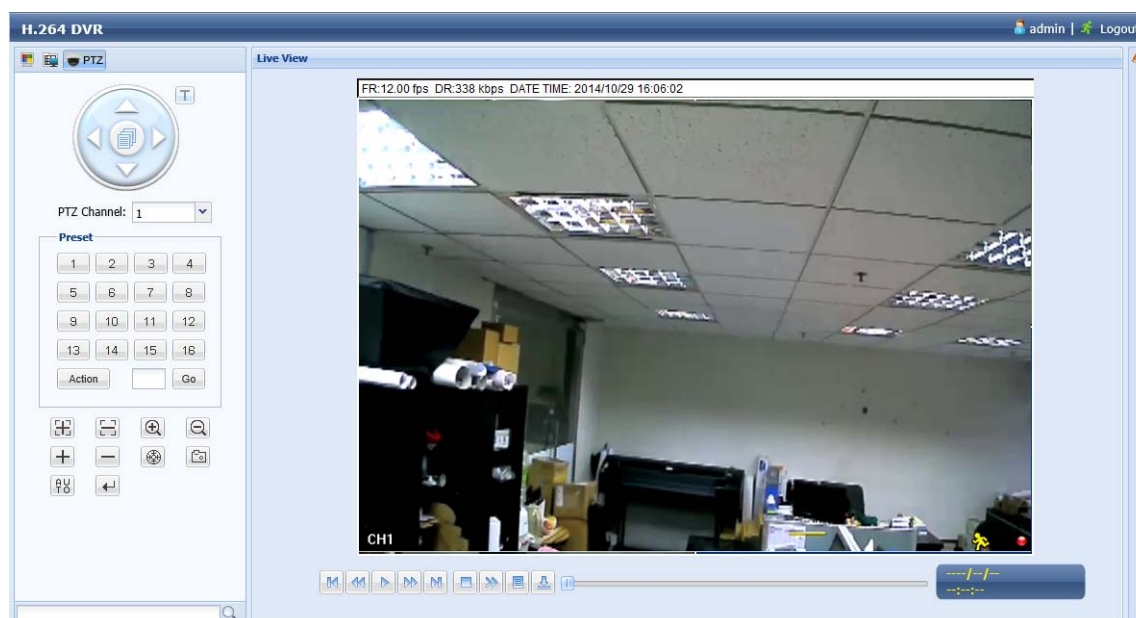 H.264 DVR
admin | Logout
PTZ
Live View
FR:12.00 fps DR:338 kbps DATE TIME: 2014/10/29 16:06:02
T
PTZ Channel: 1
Preset
1 2 3 4
5 6 7 8
9 10 11 12
13 14 15 16
Action Go
AUTO
CH1
----/--/--
--:--:--